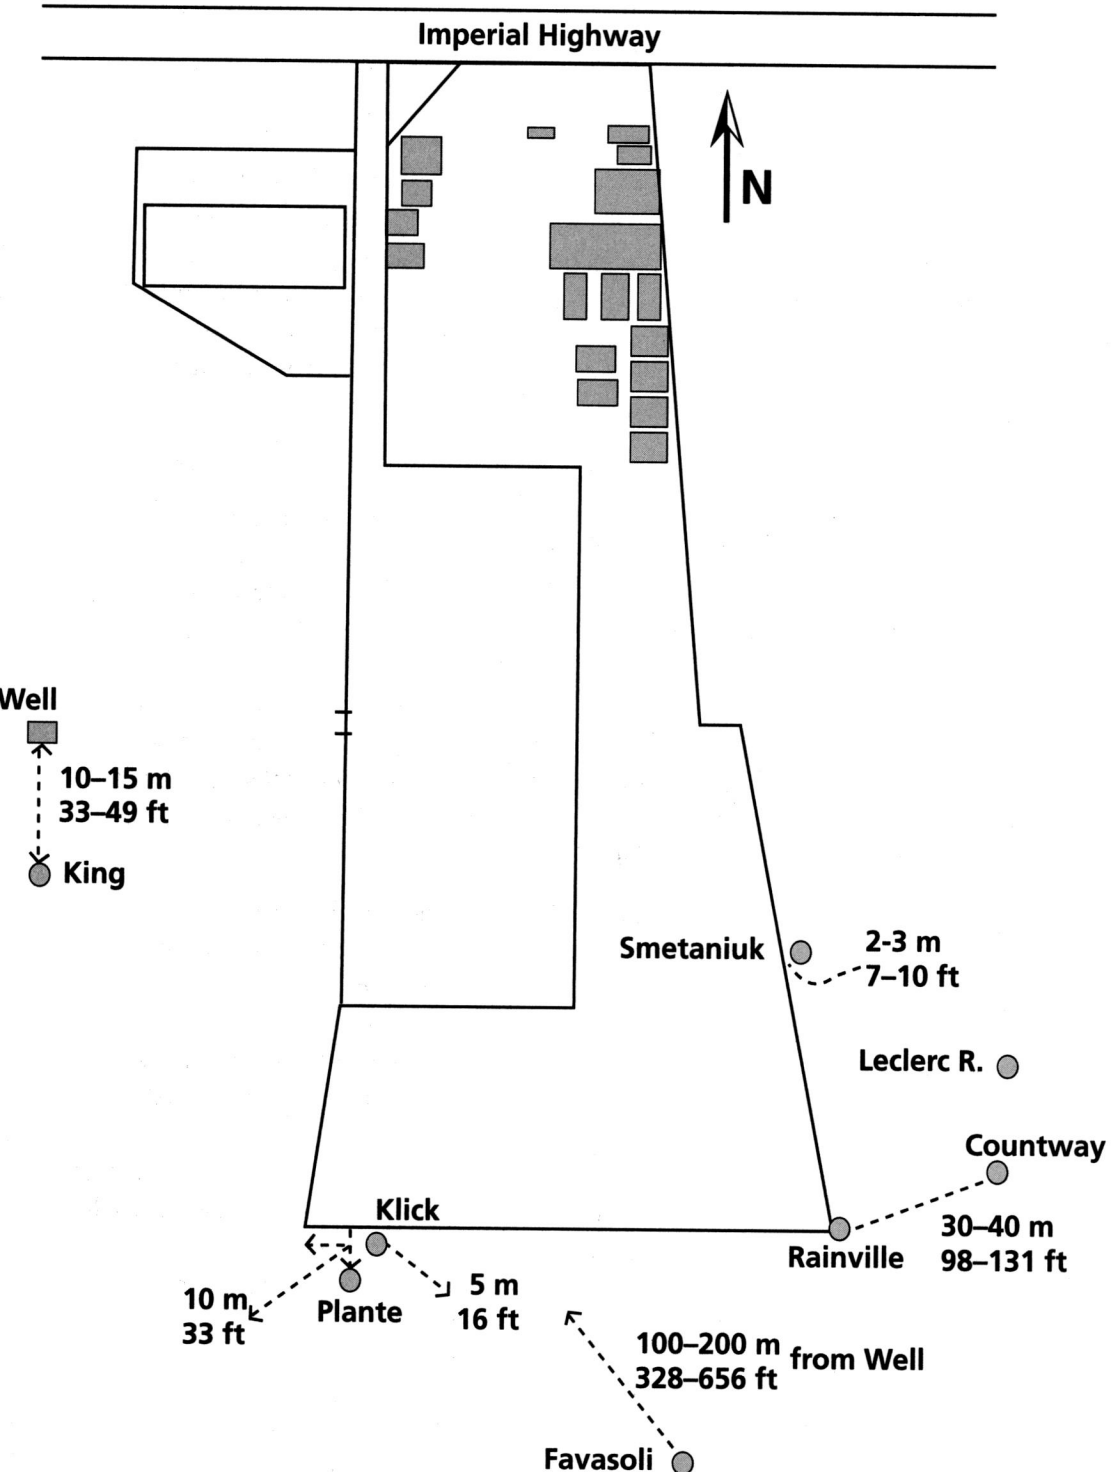 Imperial Highway
N
Well
10–15 m
33–49 ft
King
Smetaniuk
2-3 m
7–10 ft
Leclerc R.
Countway
Klick
Rainville
30–40 m
98–131 ft
10 m
33 ft
Plante
5 m
16 ft
100–200 m
328–656 ft
from Well
Favasoli